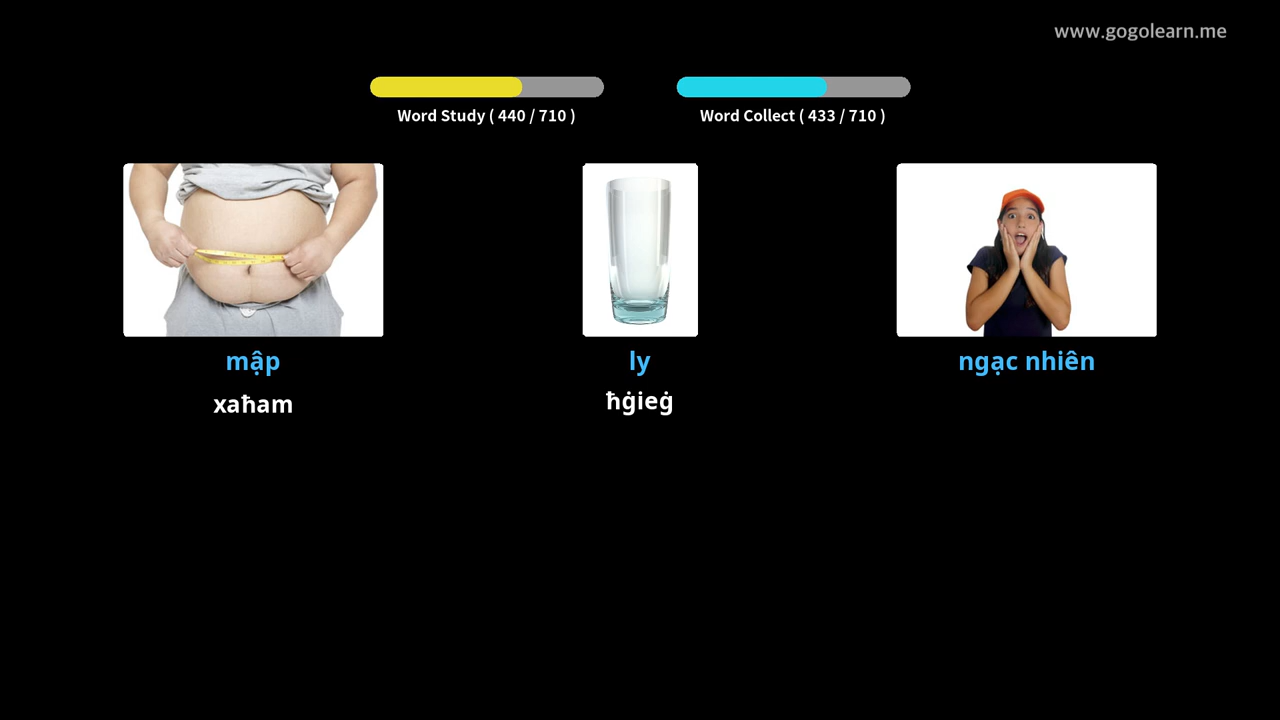 www.gogolearn.me
Word Study ( 440 / 710 )
Word Collect ( 433 / 710 )
mập
ly
ngạc nhiên
xaħam
ħġieġ